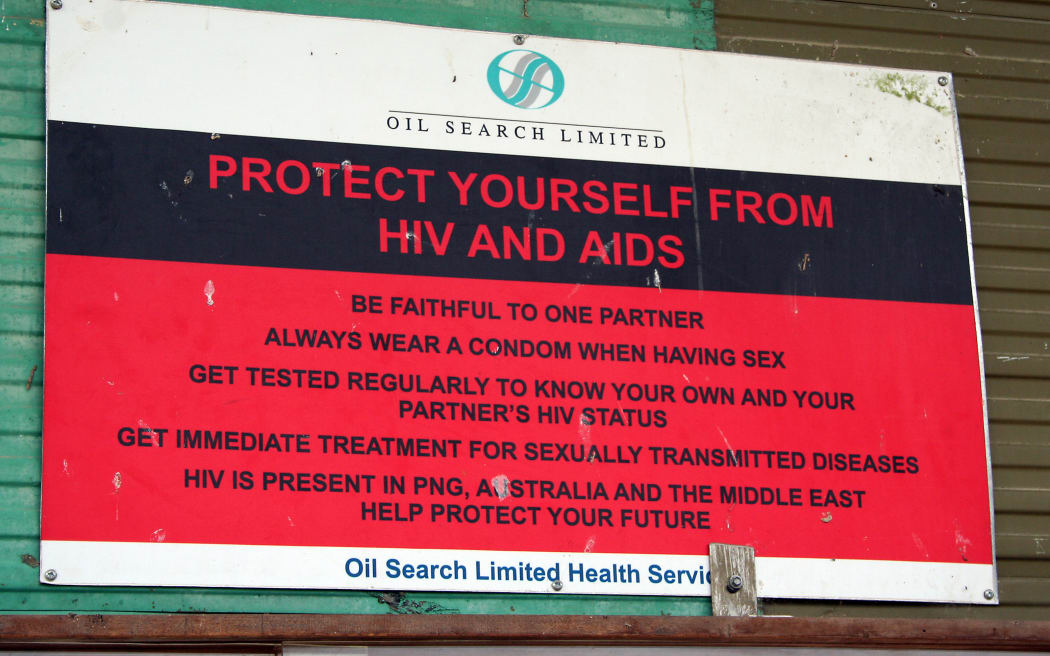 OIL SEARCH LIMITED
PROTECT YOURSELF FROM
HIV AND AIDS
BE FAITHFUL TO ONE PARTNER
ALWAYS WEAR A CONDOM WHEN HAVING SEX
GET TESTED REGULARLY TO KNOW YOUR OWN AND YOUR
PARTNER'S HIV STATUS
GET IMMEDIATE TREATMENT FOR SEXUALLY TRANSMITTED DISEASES
HIV IS PRESENT IN PNG, AUSTRALIA AND THE MIDDLE EAST
HELP PROTECT YOUR FUTURE
Oil Search Limited Health